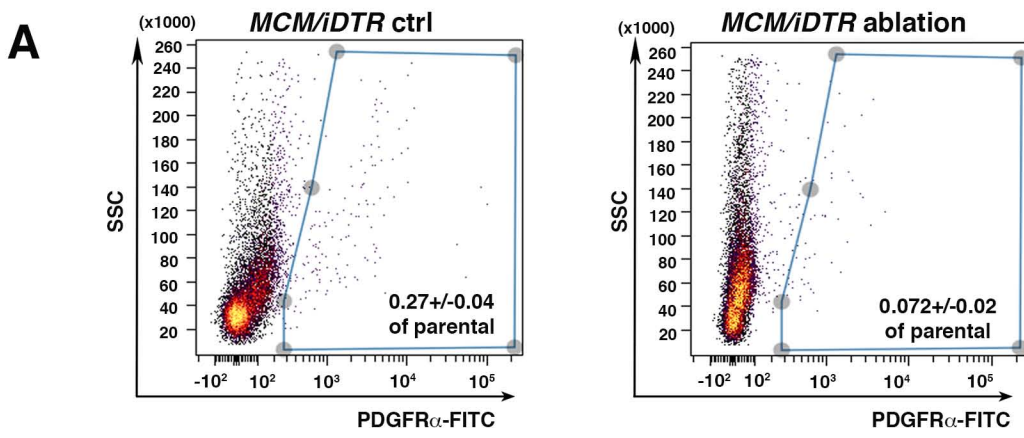 A
MCM/iDTR ctrl
(x1000)
260
240
220
200
180
160
140
120
100
80
60
40
20
SSC
0.27+/-0.04
of parental
-10² 10² 10³ 10⁴ 10⁵
PDGFRα-FITC
MCM/iDTR ablation
(x1000)
260
240
220
200
180
160
140
120
100
80
60
40
20
SSC
0.072+/-0.02
of parental
-10² 10² 10³ 10⁴ 10⁵
PDGFRα-FITC